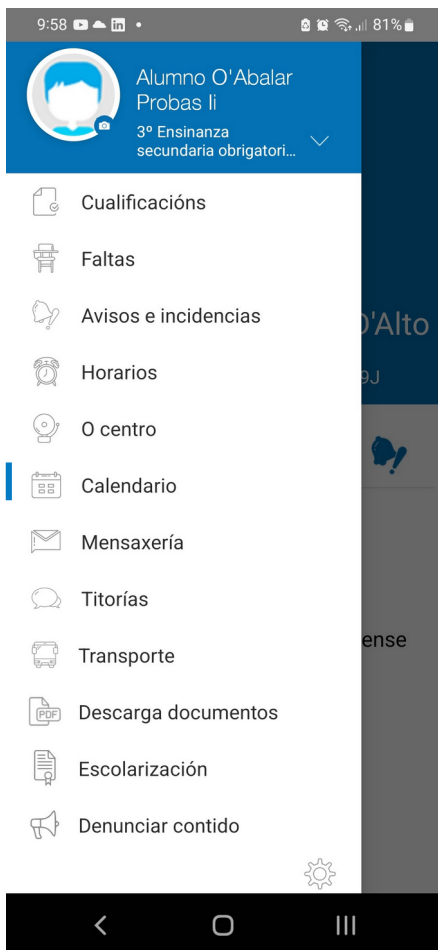 9:58 in • 81%
Alumno O'Abalar
Probas Ii
3º Ensinanza
secundaria obrigatori...
Cualificacións
Faltas
Avisos e incidencias
O'Alto
Horarios
9J
O centro
Calendario
Mensaxería
Titorías
ense
Transporte
PDF Descarga documentos
Escolarización
Denunciar contido